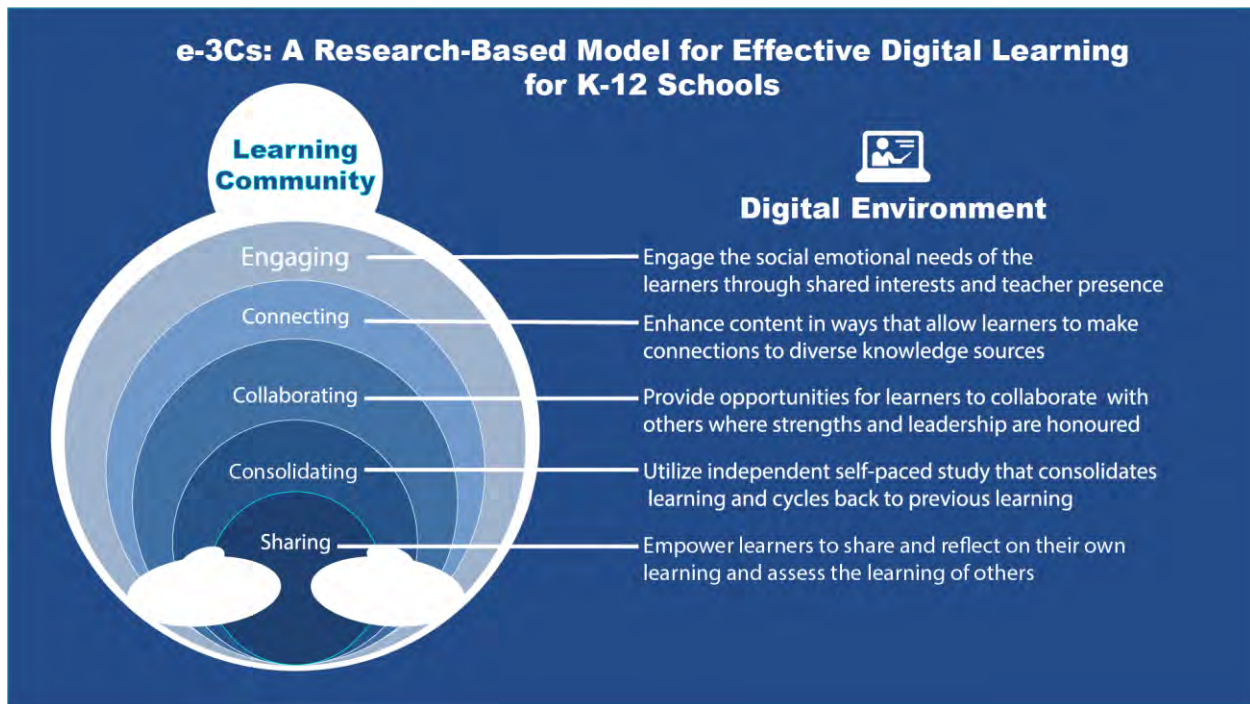 e-3Cs: A Research-Based Model for Effective Digital Learning
for K-12 Schools
Learning
Community
Digital Environment
Engaging
Engage the social emotional needs of the
learners through shared interests and teacher presence
Connecting
Enhance content in ways that allow learners to make
connections to diverse knowledge sources
Collaborating
Provide opportunities for learners to collaborate with
others where strengths and leadership are honoured
Consolidating
Utilize independent self-paced study that consolidates
learning and cycles back to previous learning
Sharing
Empower learners to share and reflect on their own
learning and assess the learning of others